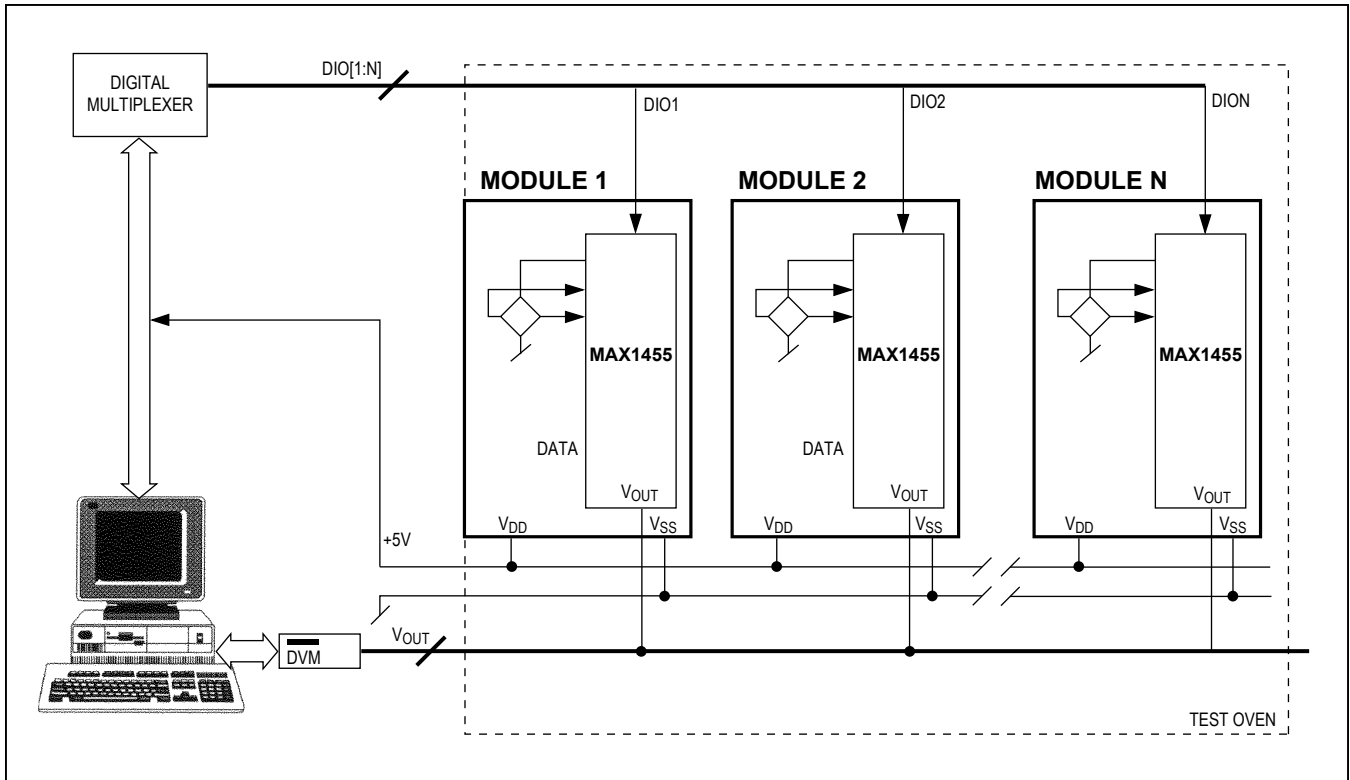 DIGITAL
MULTIPLEXER
DIO[1:N]
DIO1
DIO2
DION
MODULE 1
MODULE 2
MODULE N
MAX1455
MAX1455
MAX1455
DATA
DATA
VOUT
VOUT
VOUT
VDD
VSS
VDD
VSS
VDD
VSS
+5V
VOUT
DVM
TEST OVEN